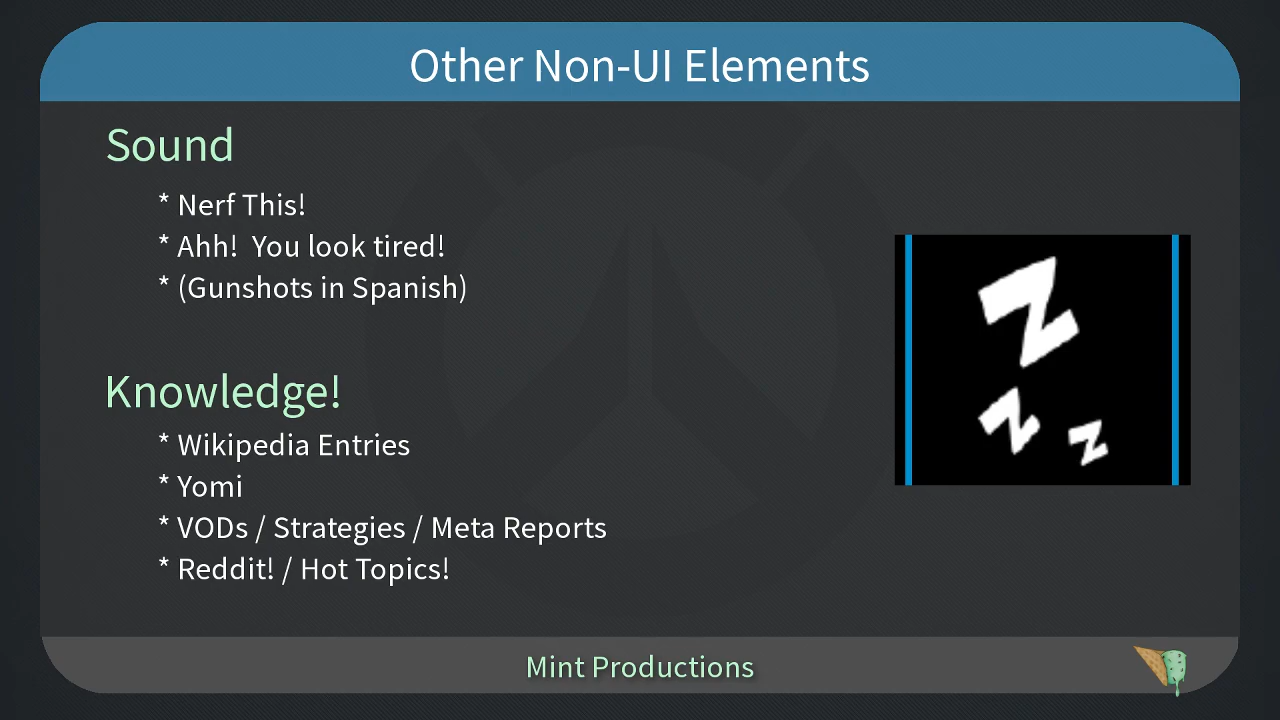 Other Non-UI Elements
Sound
* Nerf This!
* Ahh!  You look tired!
* (Gunshots in Spanish)
Knowledge!
* Wikipedia Entries
* Yomi
* VODs / Strategies / Meta Reports
* Reddit! / Hot Topics!
Z
Z
Z
Mint Productions